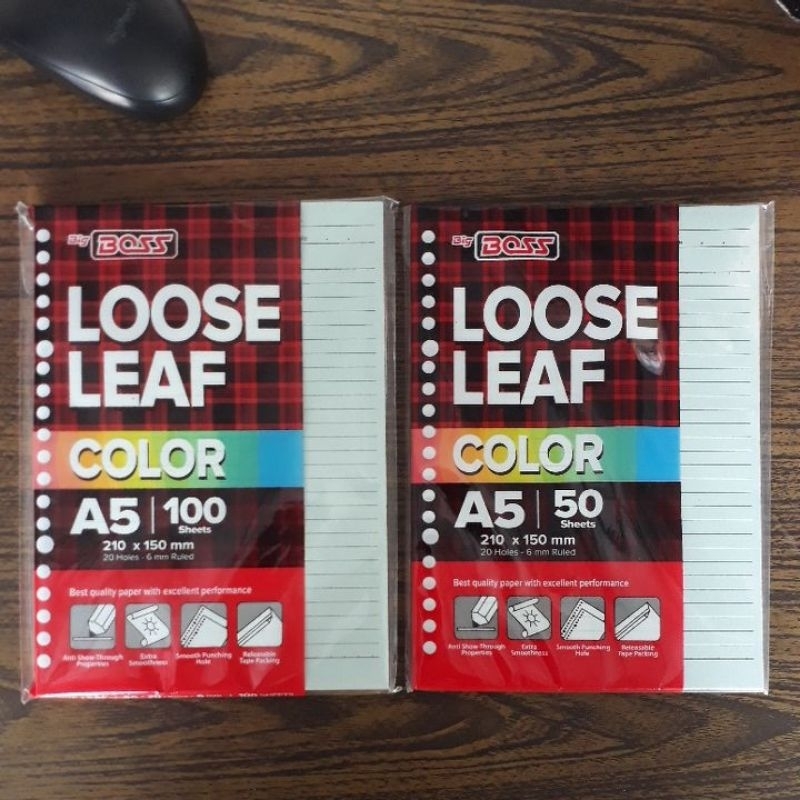 Big BOSS
LOOSE
LEAF
COLOR
A5 | 100
Sheets
210 x 150 mm
20 Holes - 6 mm Ruled
Best quality paper with excellent performance
Anti Show-Through
Properties
Extra
Smoothness
Smooth Punching
Hole
Releasable
Tape Packing
Big BOSS
LOOSE
LEAF
COLOR
A5 | 50
Sheets
210 x 150 mm
20 Holes - 6 mm Ruled
Best quality paper with excellent performance
Anti Show-Through
Properties
Extra
Smoothness
Smooth Punching
Hole
Releasable
Tape Packing